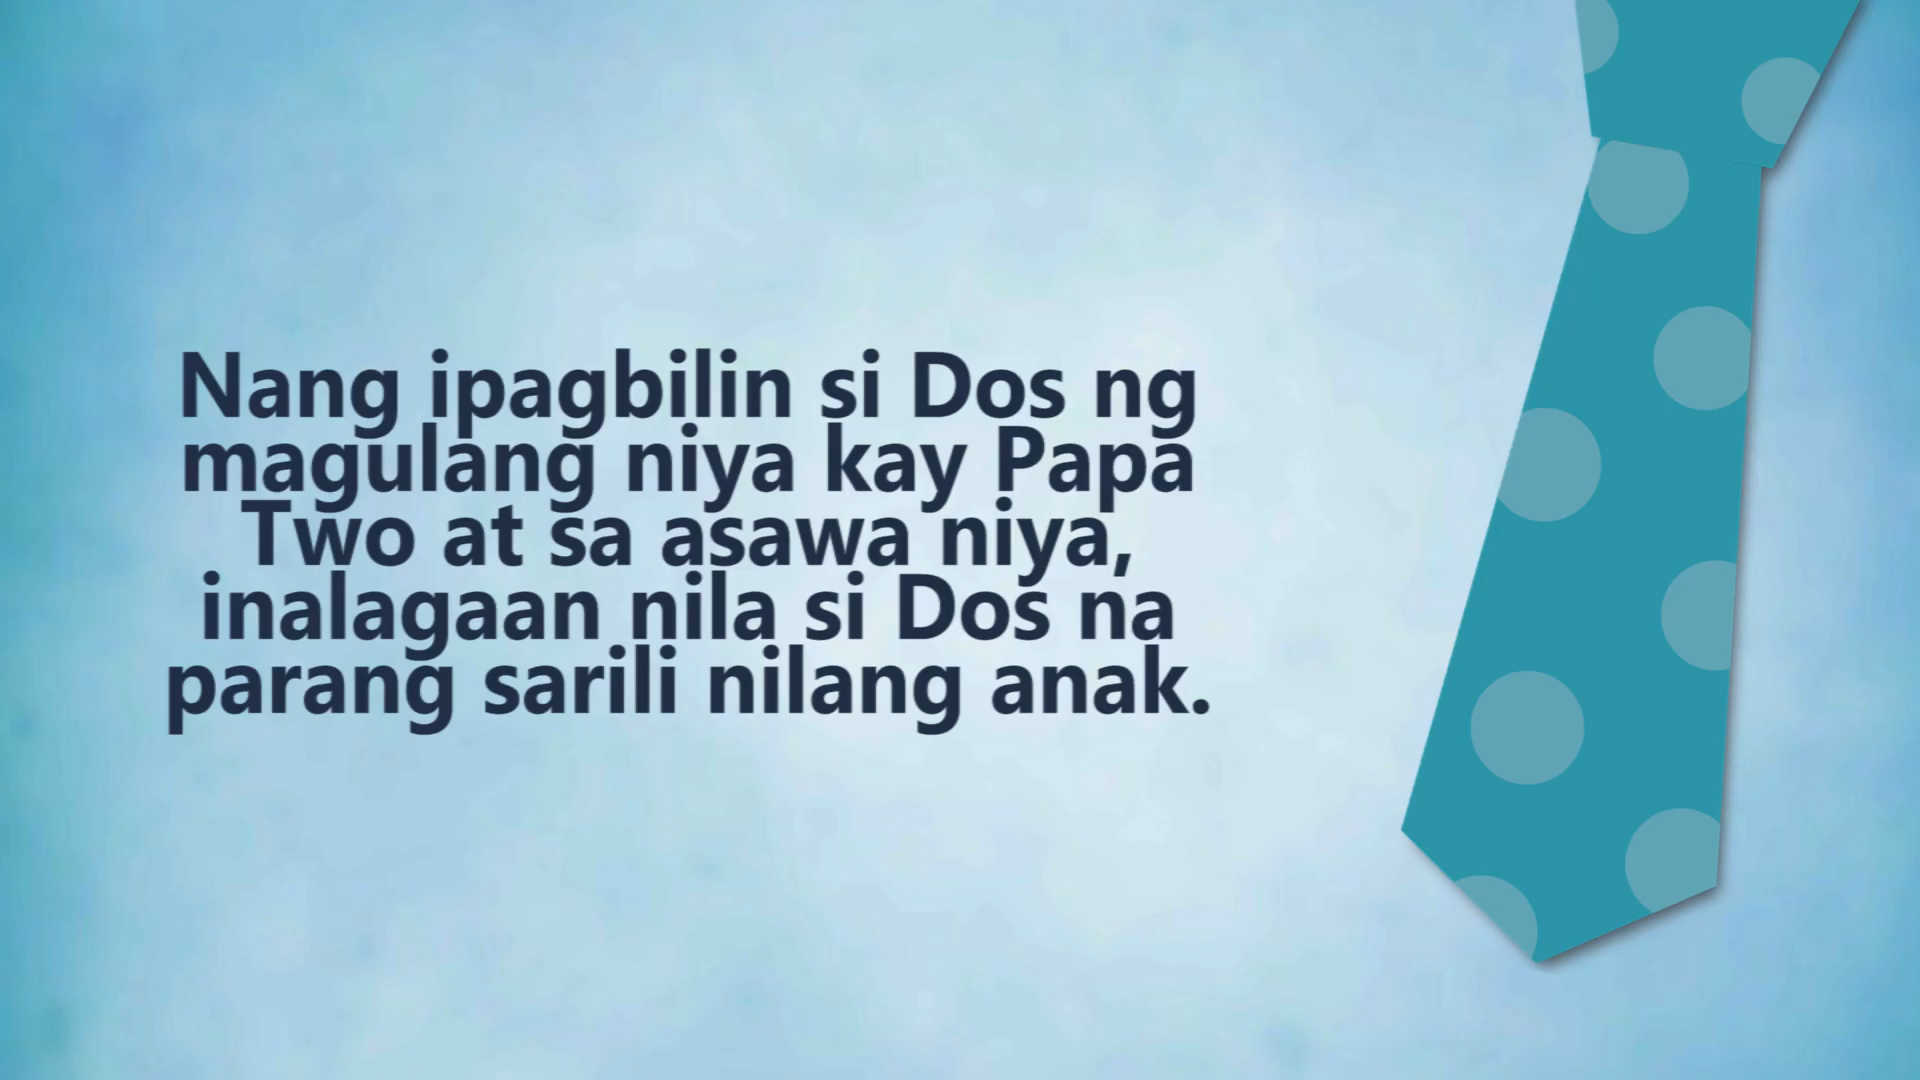 Nang ipagbilin si Dos ng
magulang niya kay Papa
Two at sa asawa niya,
inalagaan nila si Dos na
parang sarili nilang anak.